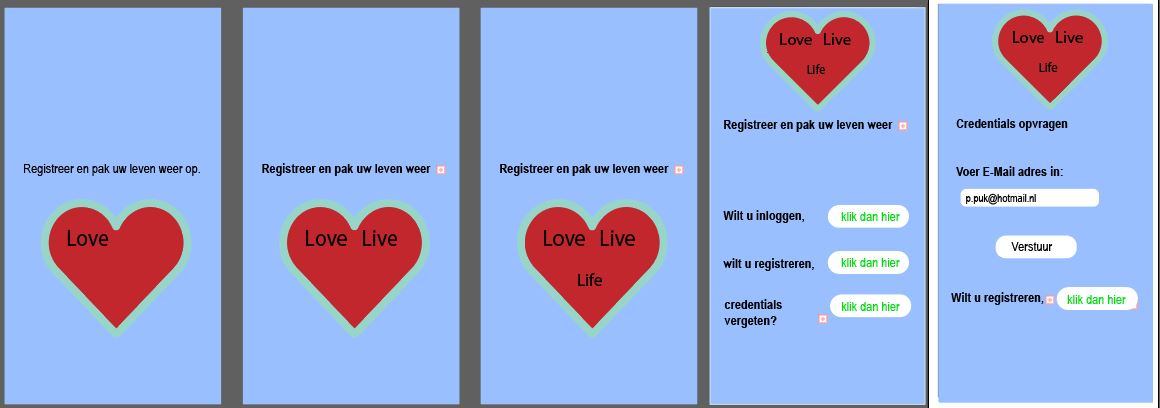 Registreer en pak uw leven weer op.
Love
Registreer en pak uw leven weer
Love Live
Registreer en pak uw leven weer
Love Live
Life
Love Live
Life
Registreer en pak uw leven weer
Wilt u inloggen, klik dan hier
wilt u registreren, klik dan hier
credentials klik dan hier
vergeten?
Love Live
Life
Credentials opvragen
Voer E-Mail adres in:
p.puk@hotmail.nl
Verstuur
Wilt u registreren, klik dan hier